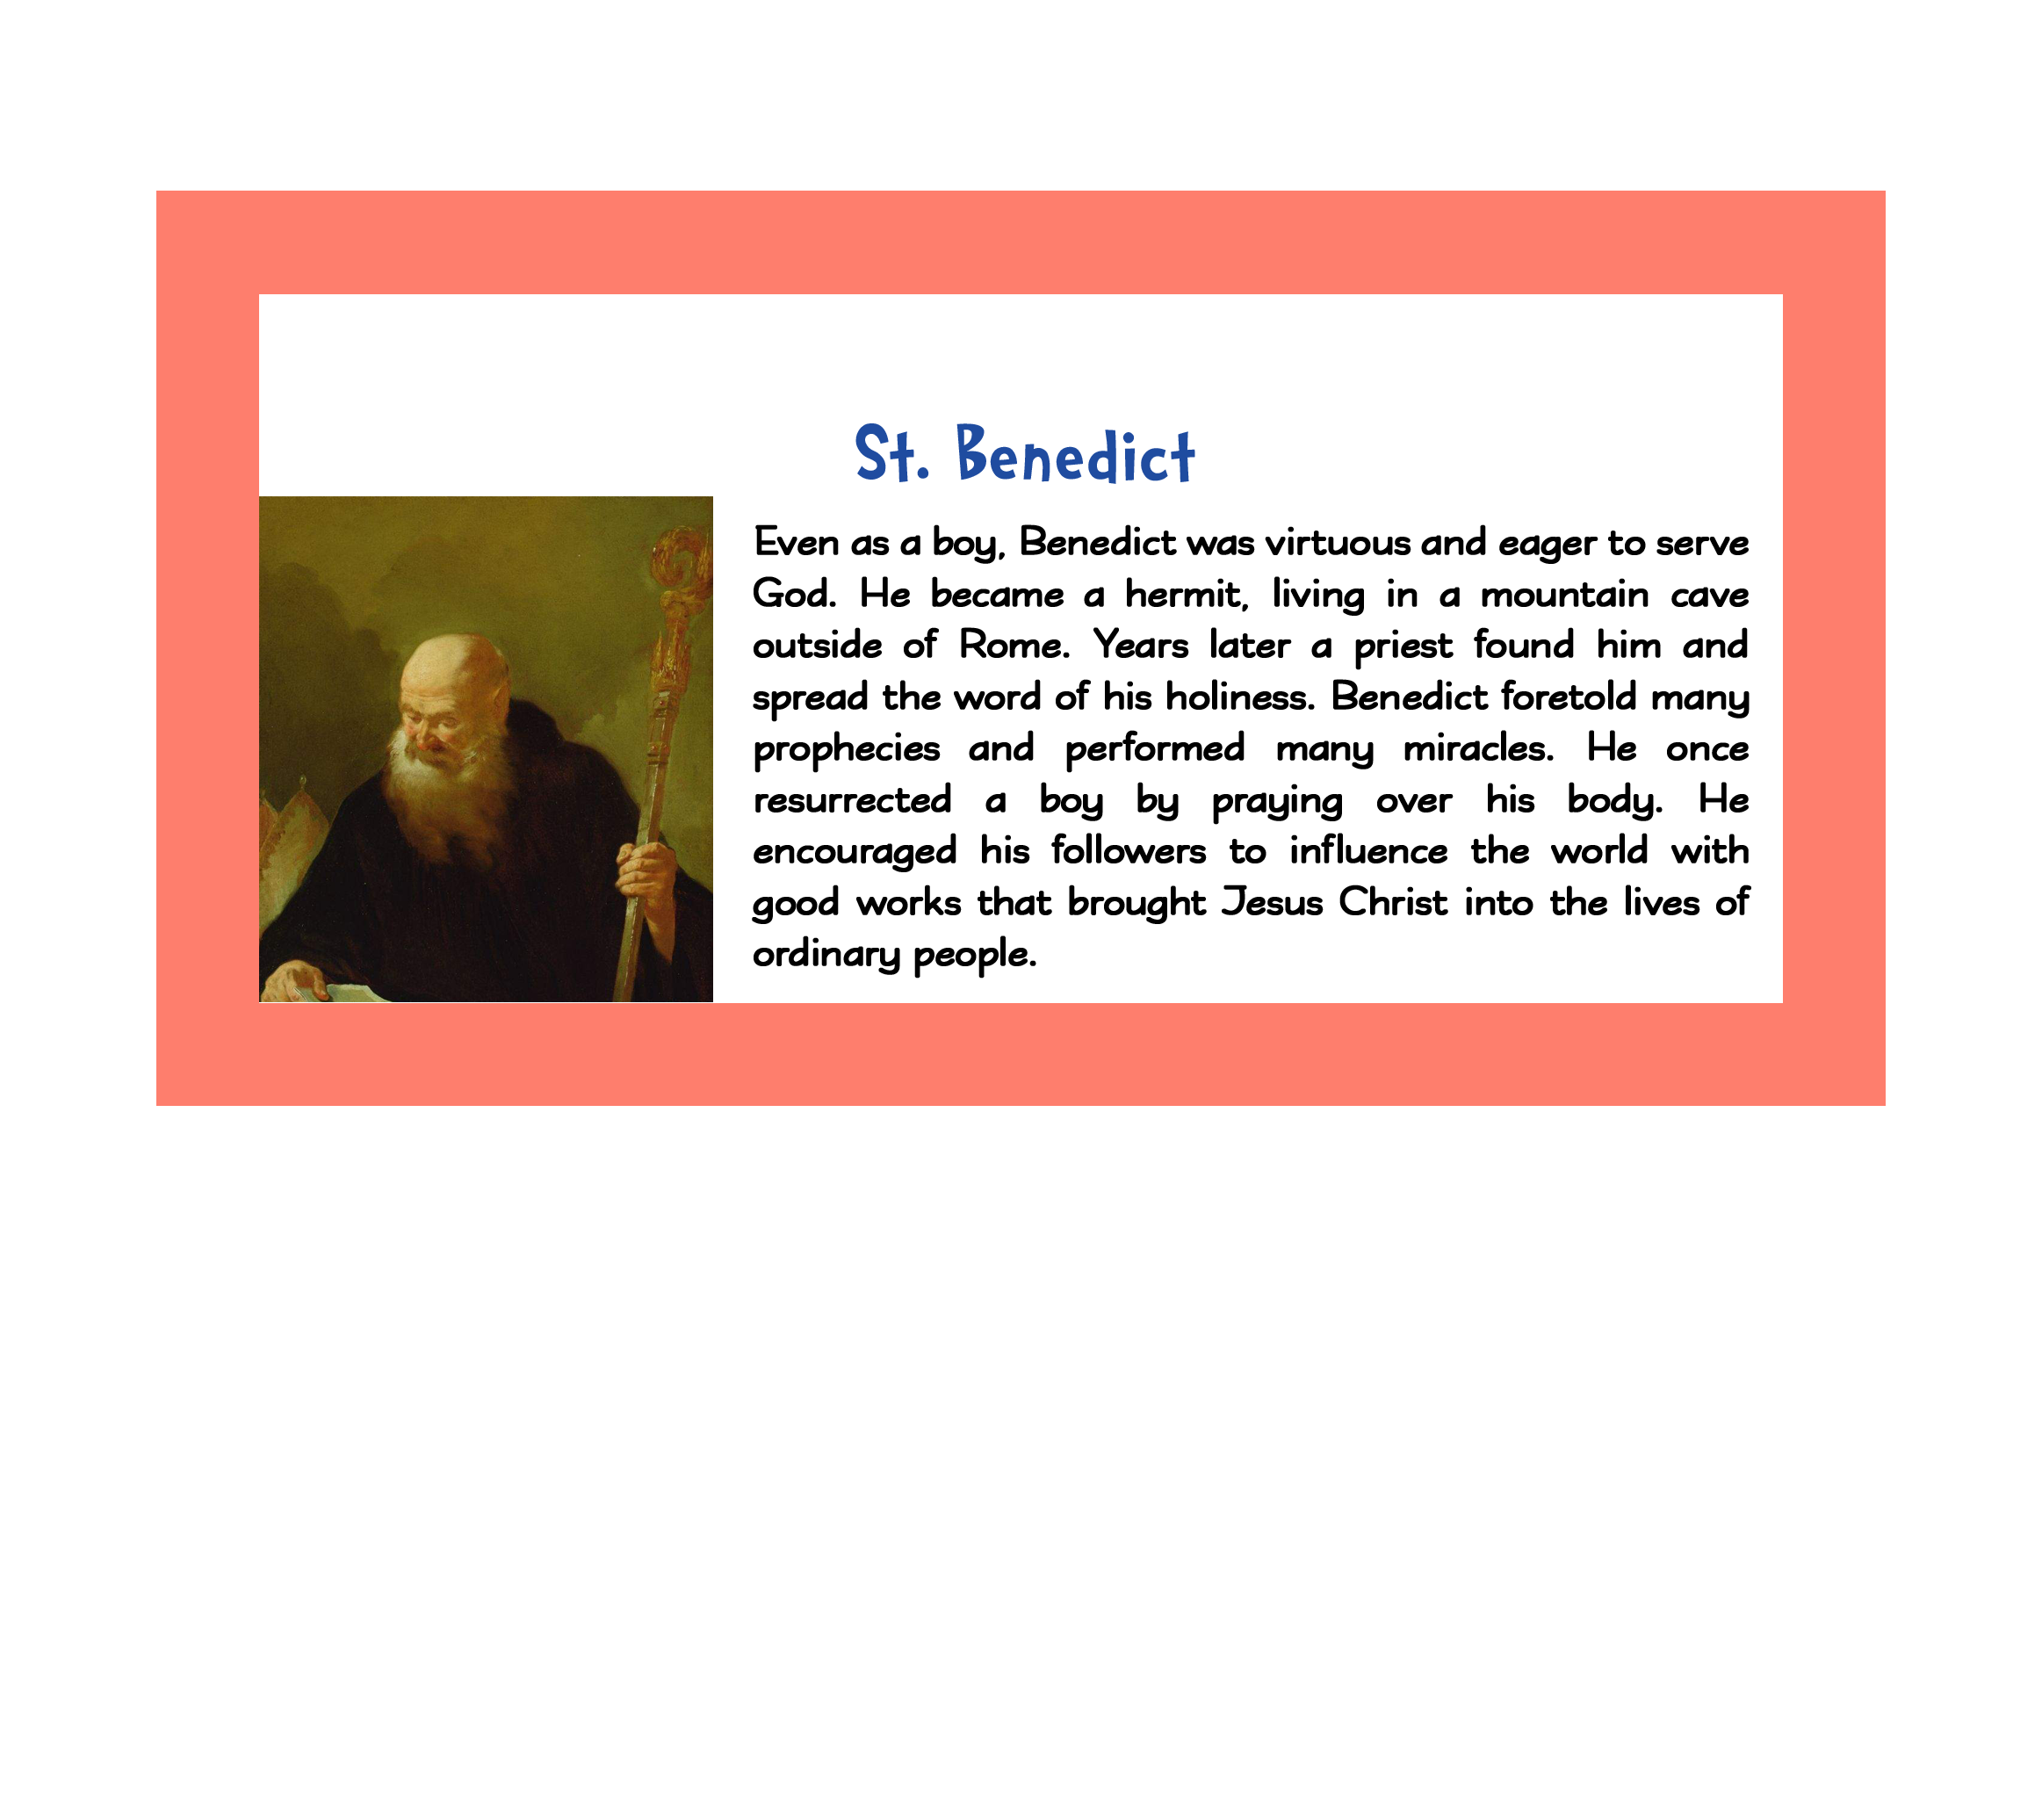 St. Benedict
Even as a boy, Benedict was virtuous and eager to serve
God. He became a hermit, living in a mountain cave
outside of Rome. Years later a priest found him and
spread the word of his holiness. Benedict foretold many
prophecies and performed many miracles. He once
resurrected a boy by praying over his body. He
encouraged his followers to influence the world with
good works that brought Jesus Christ into the lives of
ordinary people.